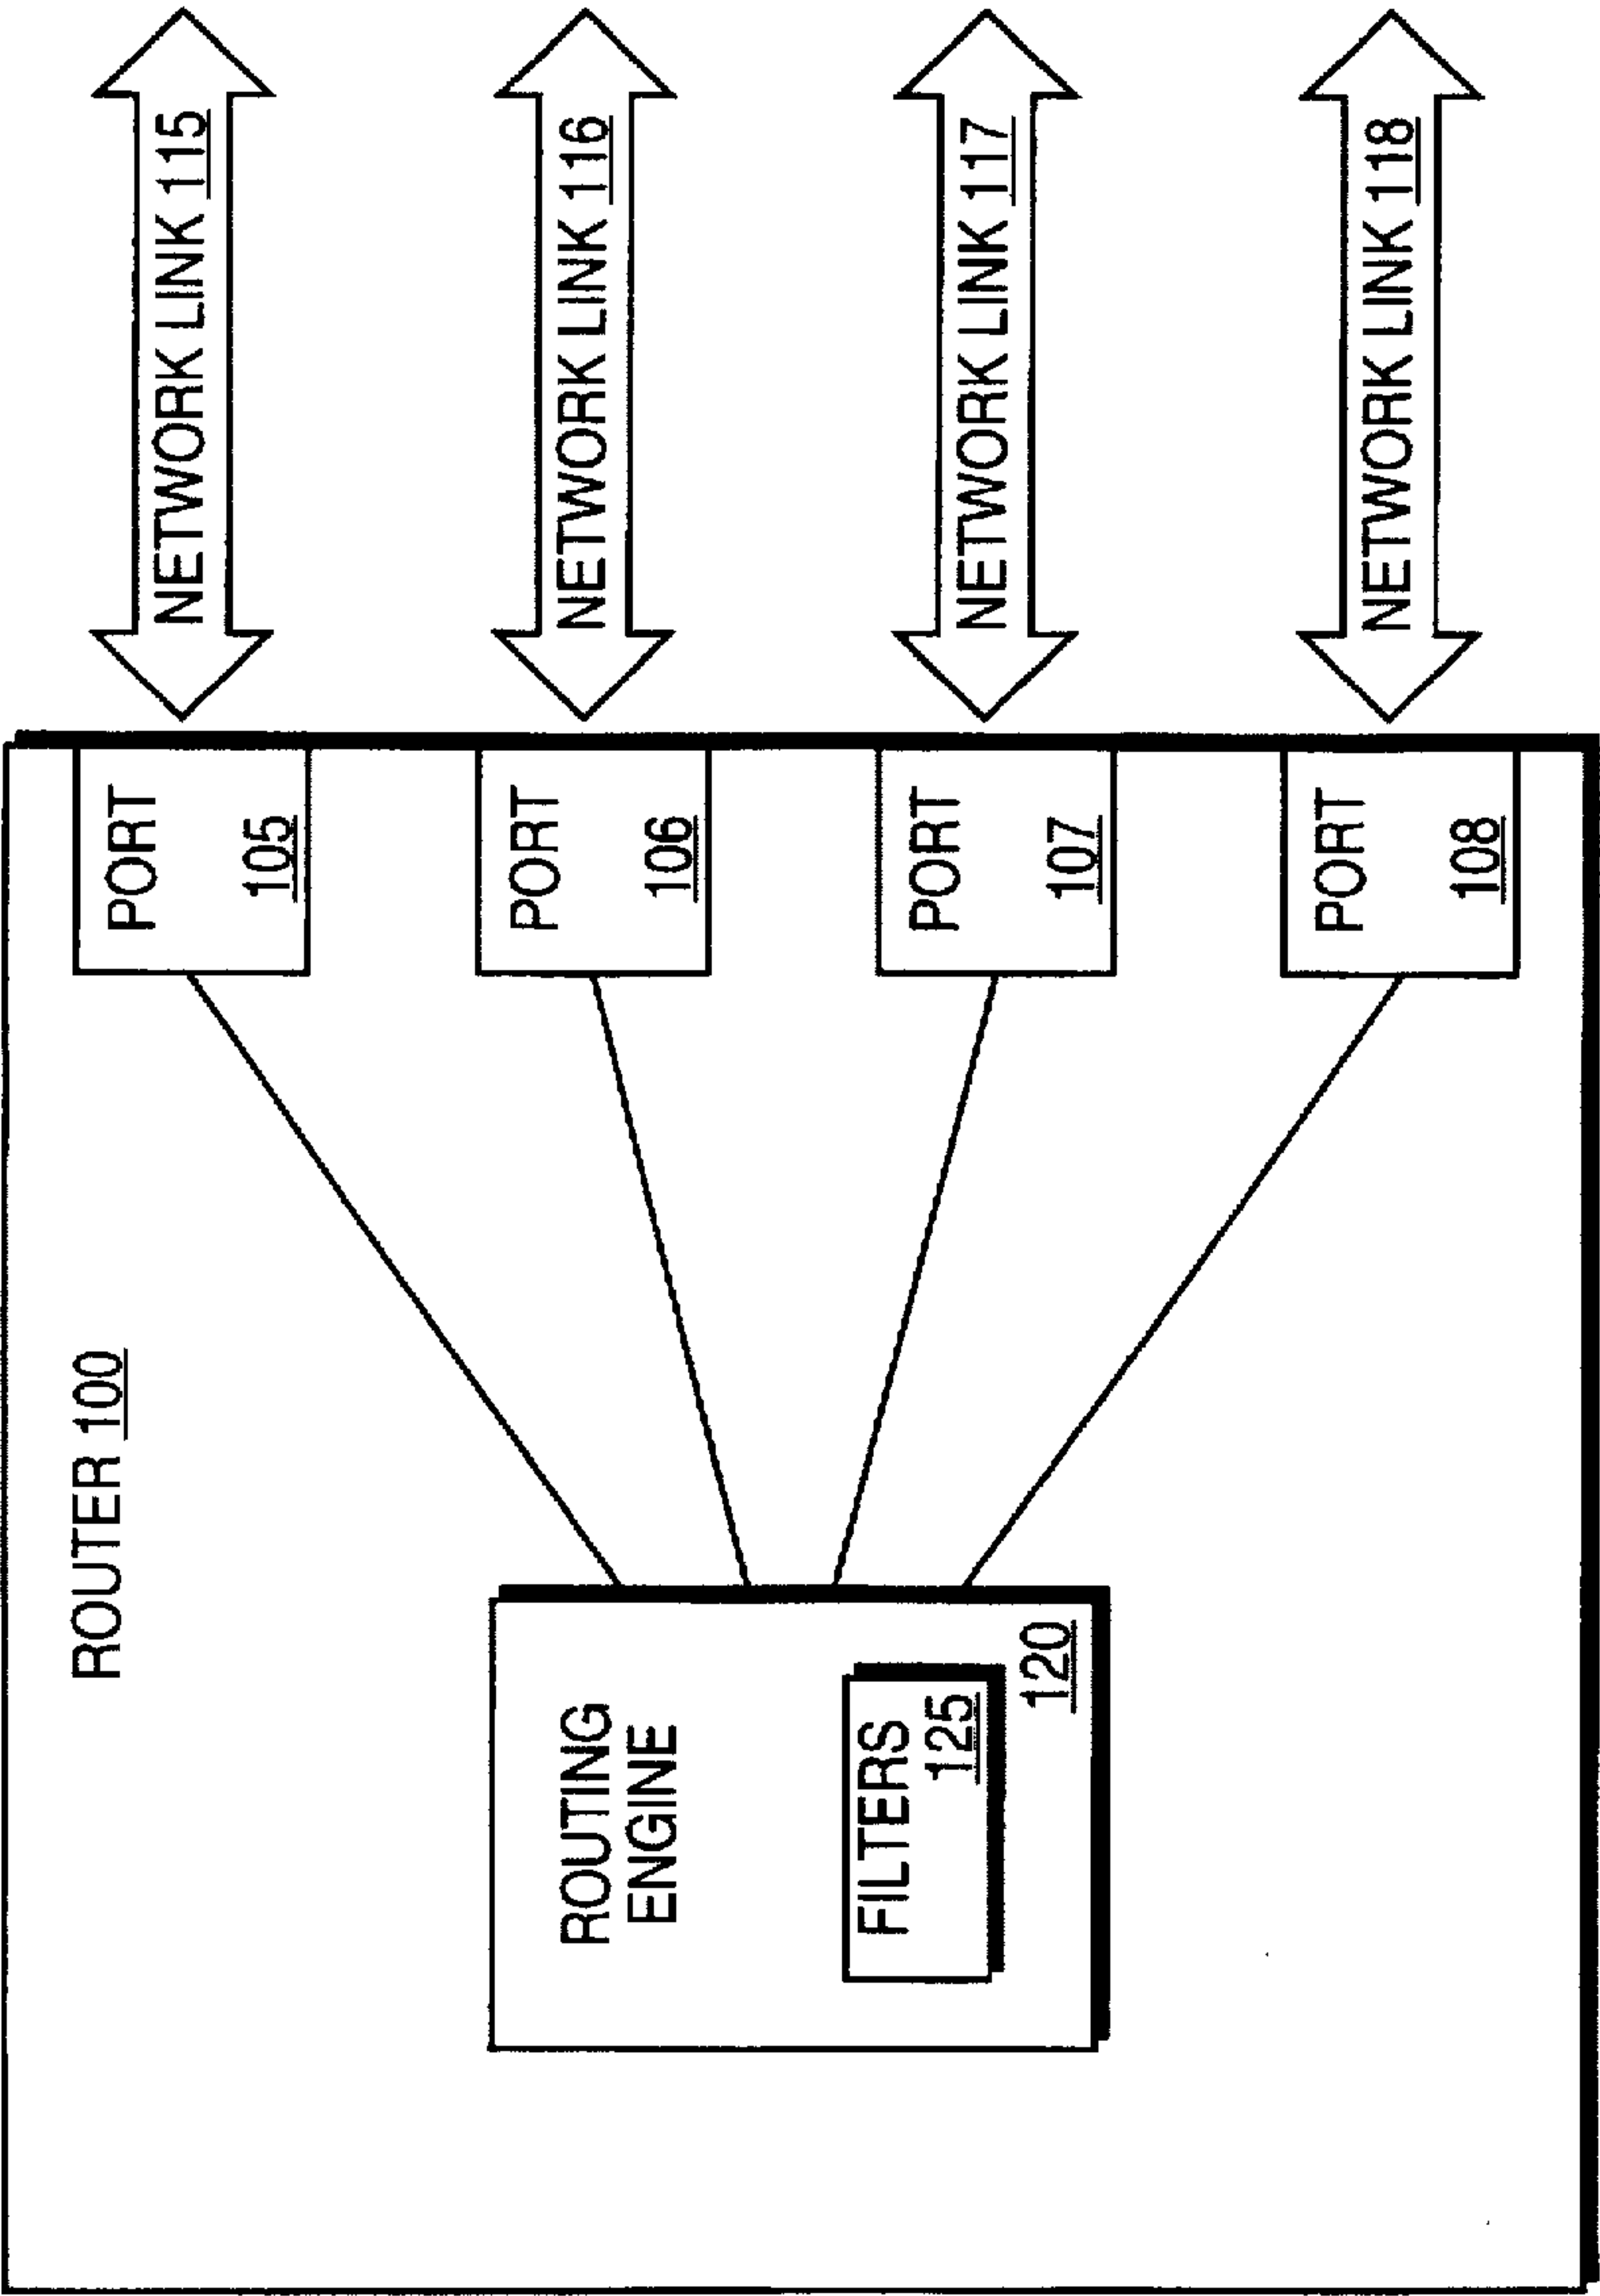 ROUTER 100
PORT
105
NETWORK LINK 115
PORT
106
NETWORK LINK 116
ROUTING
ENGINE
FILTERS
125
120
PORT
107
NETWORK LINK 117
PORT
108
NETWORK LINK 118